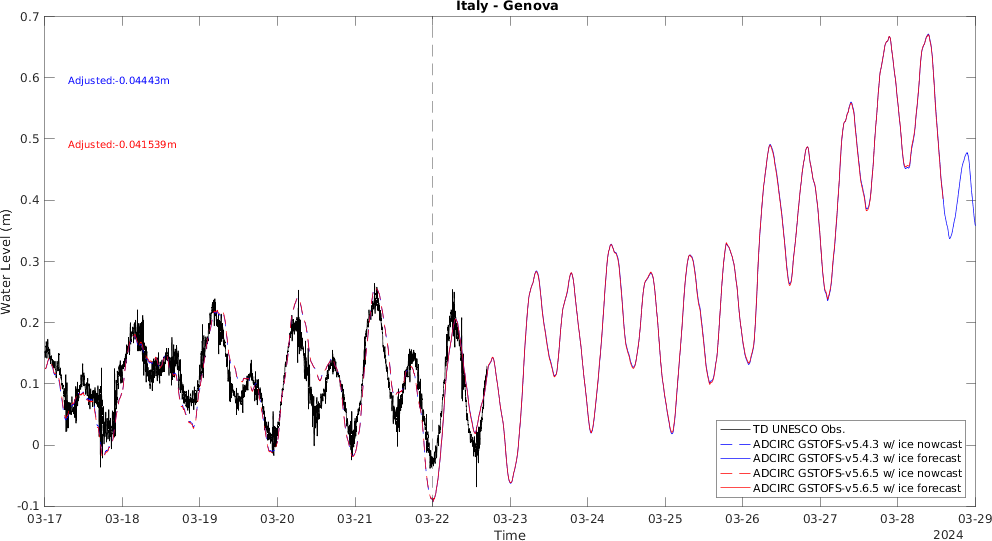 Italy - Genova
0.7
0.6
0.5
0.4
0.3
0.2
0.1
0
-0.1
Water Level (m)
Adjusted:-0.04443m
Adjusted:-0.041539m
TD UNESCO Obs.
ADCIRC GSTOFS-v5.4.3 w/ ice nowcast
ADCIRC GSTOFS-v5.4.3 w/ ice forecast
ADCIRC GSTOFS-v5.6.5 w/ ice nowcast
ADCIRC GSTOFS-v5.6.5 w/ ice forecast
03-17 03-18 03-19 03-20 03-21 03-22 03-23 03-24 03-25 03-26 03-27 03-28 03-29
Time
2024